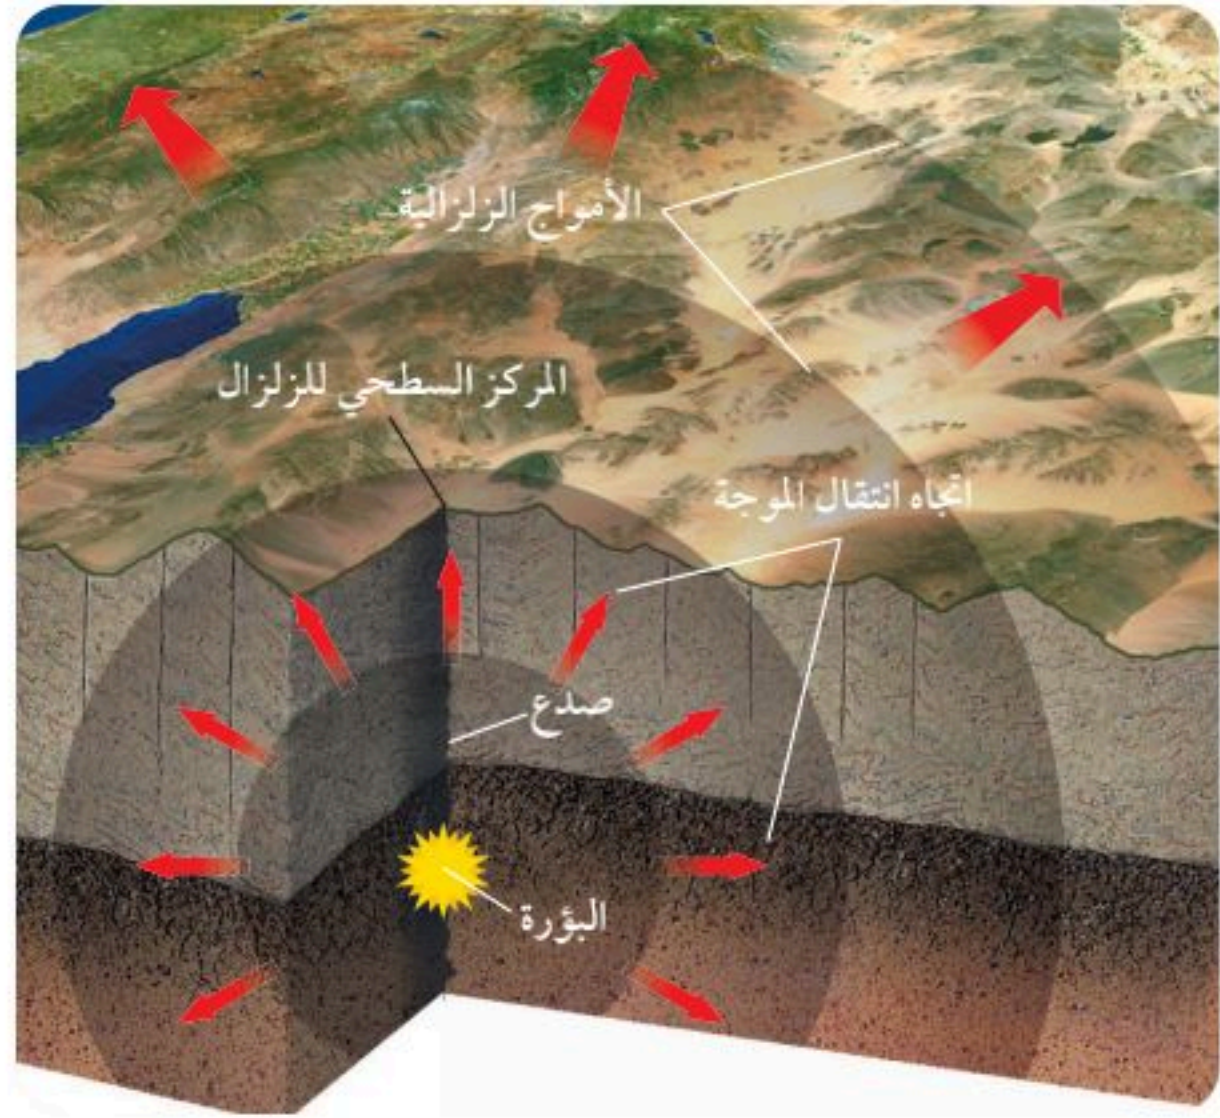 الأمواج الزلزالية
المركز السطحي للزلزال
اتجاه انتقال الموجة
صدع
البؤرة